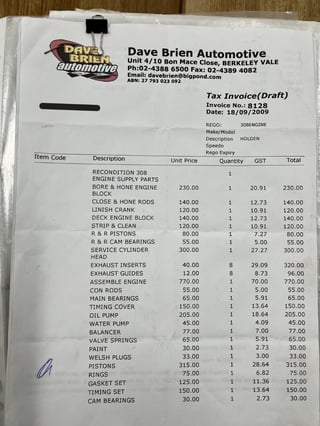 DAVE
BRIEN
automotive
Dave Brien Automotive
Unit 4/10 Bon Mace Close, BERKELEY VALE
Ph:02-4388 6500 Fax: 02-4389 4082
Email: davebrien@bigpond.com
ABN: 27 793 023 092
Tax Invoice(Draft)
Invoice No.: 8128
Date: 18/09/2009
REGO: 308ENGINE
Make/Model
Description HOLDER
Speedo
Rego Expiry
Item Code Description Unit Price Quantity GST Total
RECONDITION 308 1
ENGINE SUPPLY PARTS
BORE & HONE ENGINE 230.00 1 20.91 230.00
BLOCK
CLOSE & HONE RODS 140.00 1 12.73 140.00
LINISH CRANK 120.00 1 10.91 120.00
DECK ENGINE BLOCK 140.00 1 12.73 140.00
STRIP & CLEAN 120.00 1 10.91 120.00
R & R PISTONS 80.00 1 7.27 80.00
R & R CAM BEARINGS 55.00 1 5.00 55.00
SERVICE CYLINDER 300.00 1 27.27 300.00
HEAD
EXHAUST INSERTS 40.00 8 29.09 320.00
EXHAUST GUIDES 12.00 8 8.73 96.00
ASSEMBLE ENGINE 770.00 1 70.00 770.00
CON RODS 55.00 1 5.00 55.00
MAIN BEARINGS 65.00 1 5.91 65.00
TIMING COVER 150.00 1 13.64 150.00
OIL PUMP 205.00 1 18.64 205.00
WATER PUMP 45.00 1 4.09 45.00
BALANCER 77.00 1 7.00 77.00
VALVE SPRINGS 65.00 1 5.91 65.00
PAINT 30.00 1 2.73 30.00
WELSH PLUGS 33.00 1 3.00 33.00
PISTONS 315.00 1 28.64 315.00
RINGS 75.00 1 6.82 75.00
GASKET SET 125.00 1 11.36 125.00
TIMING SET 150.00 1 13.64 150.00
CAM BEARINGS 30.00 1 2.73 30.00